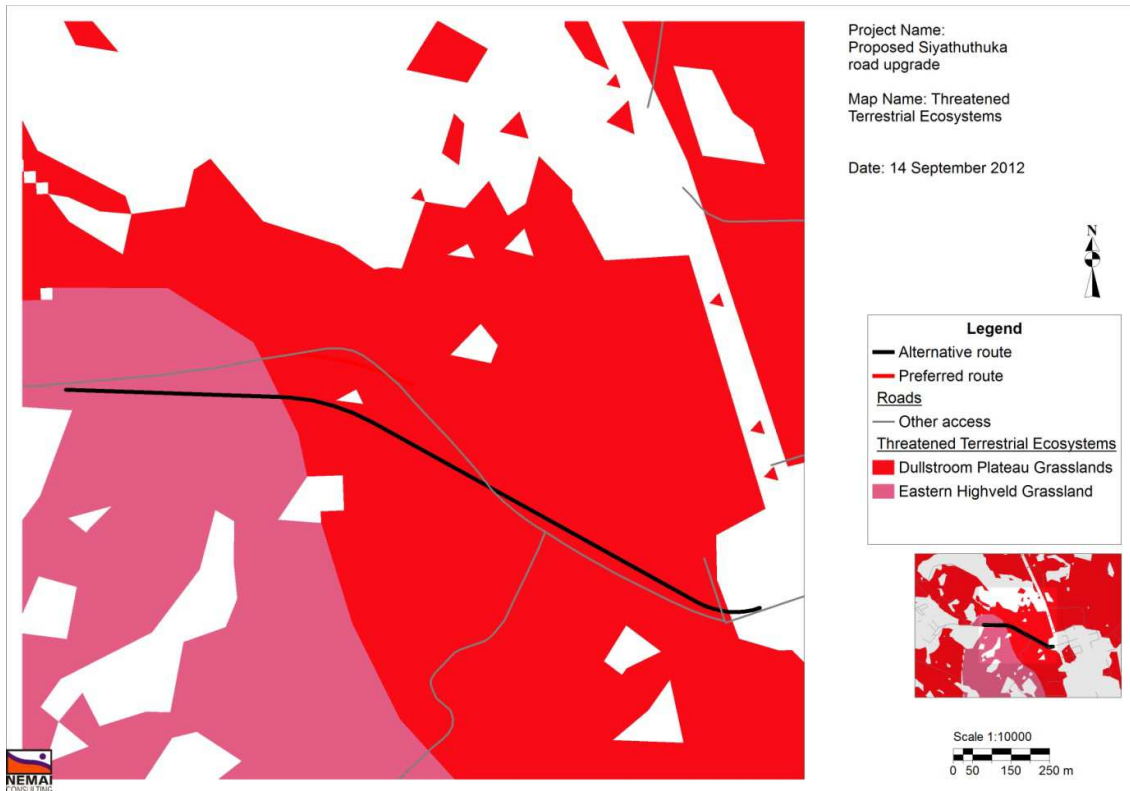 Project Name:
Proposed Siyathuthuka
road upgrade
Map Name: Threatened
Terrestrial Ecosystems
Date: 14 September 2012
N
Legend
Alternative route
Preferred route
Roads
Other access
Threatened Terrestrial Ecosystems
Dullstroom Plateau Grasslands
Eastern Highveld Grassland
Scale 1:10000
0 50 150 250 m
NEMAI
CONSULTING